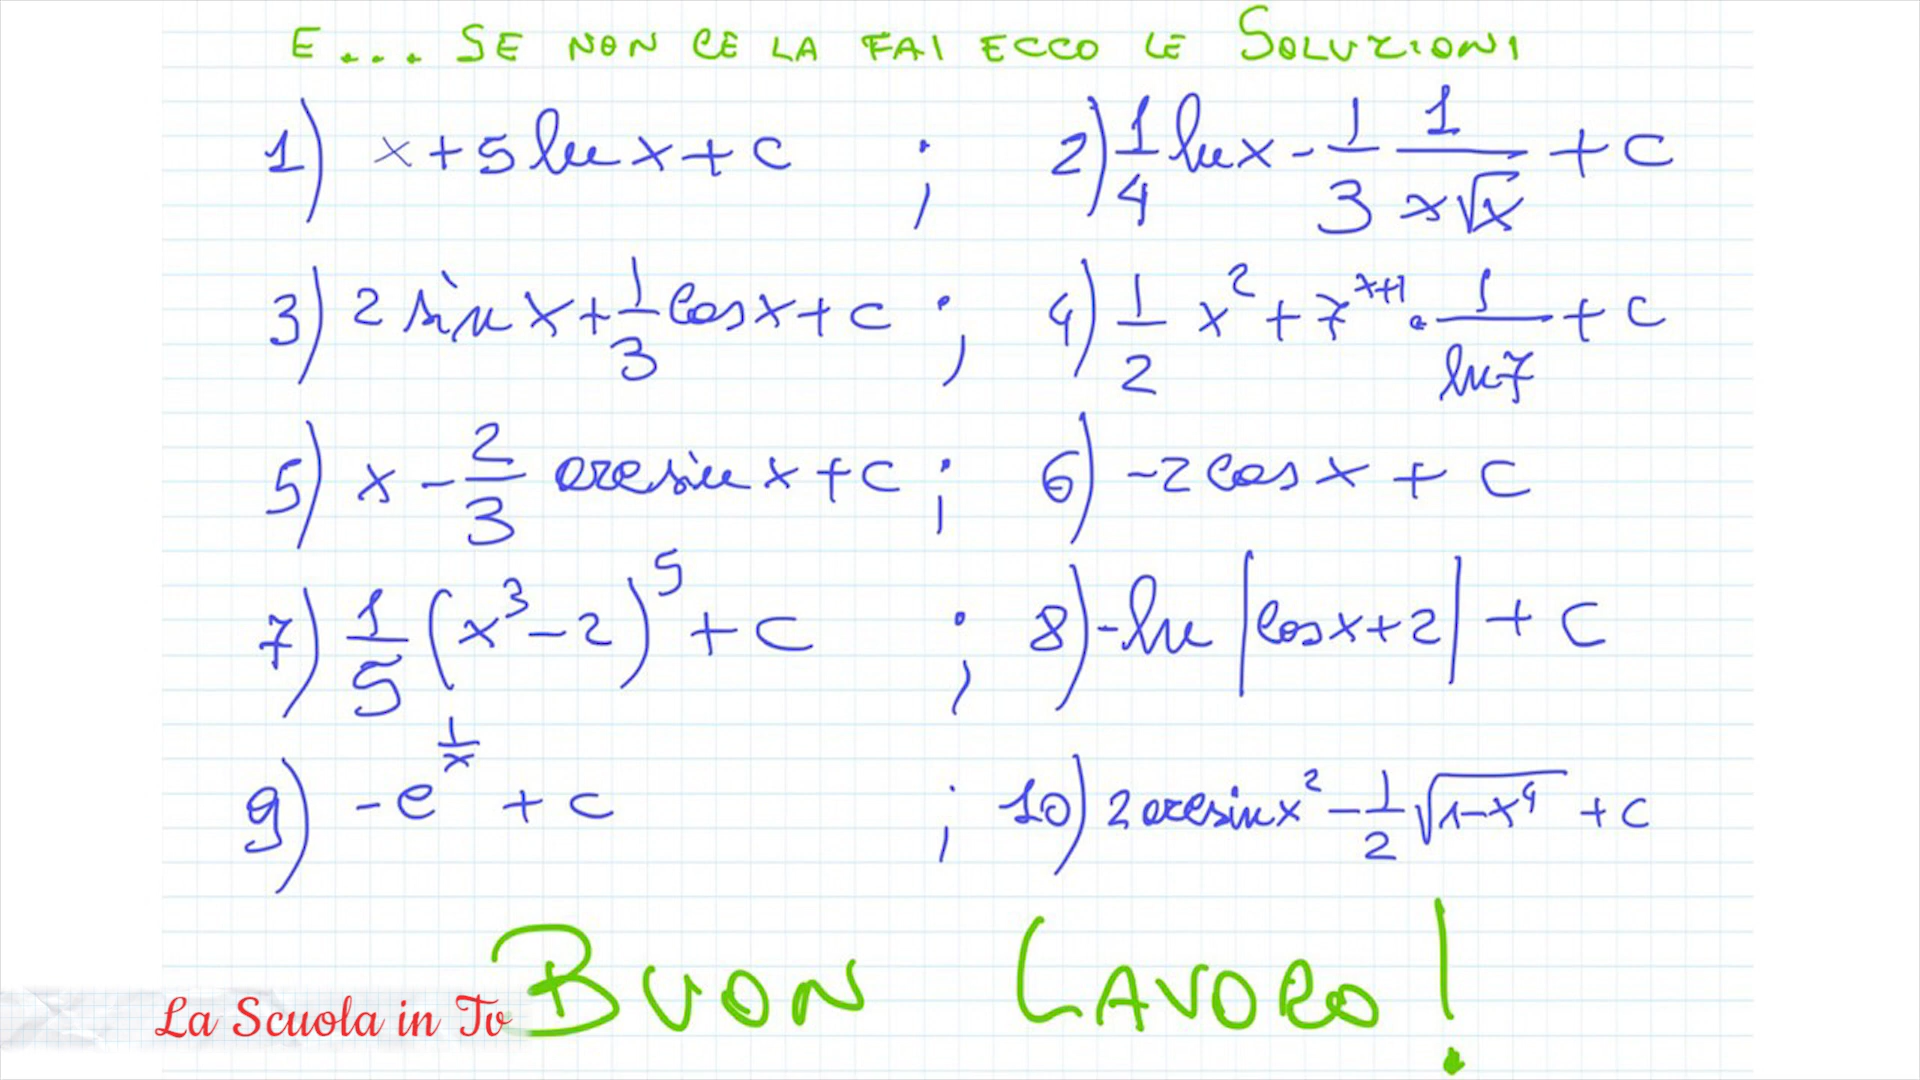 E... SE NON CE LA FAI ECCO LE SOLUZIONI
1) x + 5 ln x + c ; 2) 1/4 ln x - 1/3 1/(x√x) + c
3) 2 sin x + 1/3 cos x + c ; 4) 1/2 x² + 7^(x+1) · 1/ln 7 + c
5) x - 2/3 arcsin x + c ; 6) -2 cos x + c
7) 1/5 (x³ - 2)⁵ + c ; 8) -ln |cos x + 2| + c
9) -e^(1/x) + c ; 10) 2 arcsin x² - 1/2 √(1-x⁴) + c
BUON LAVORO!
La Scuola in Tv